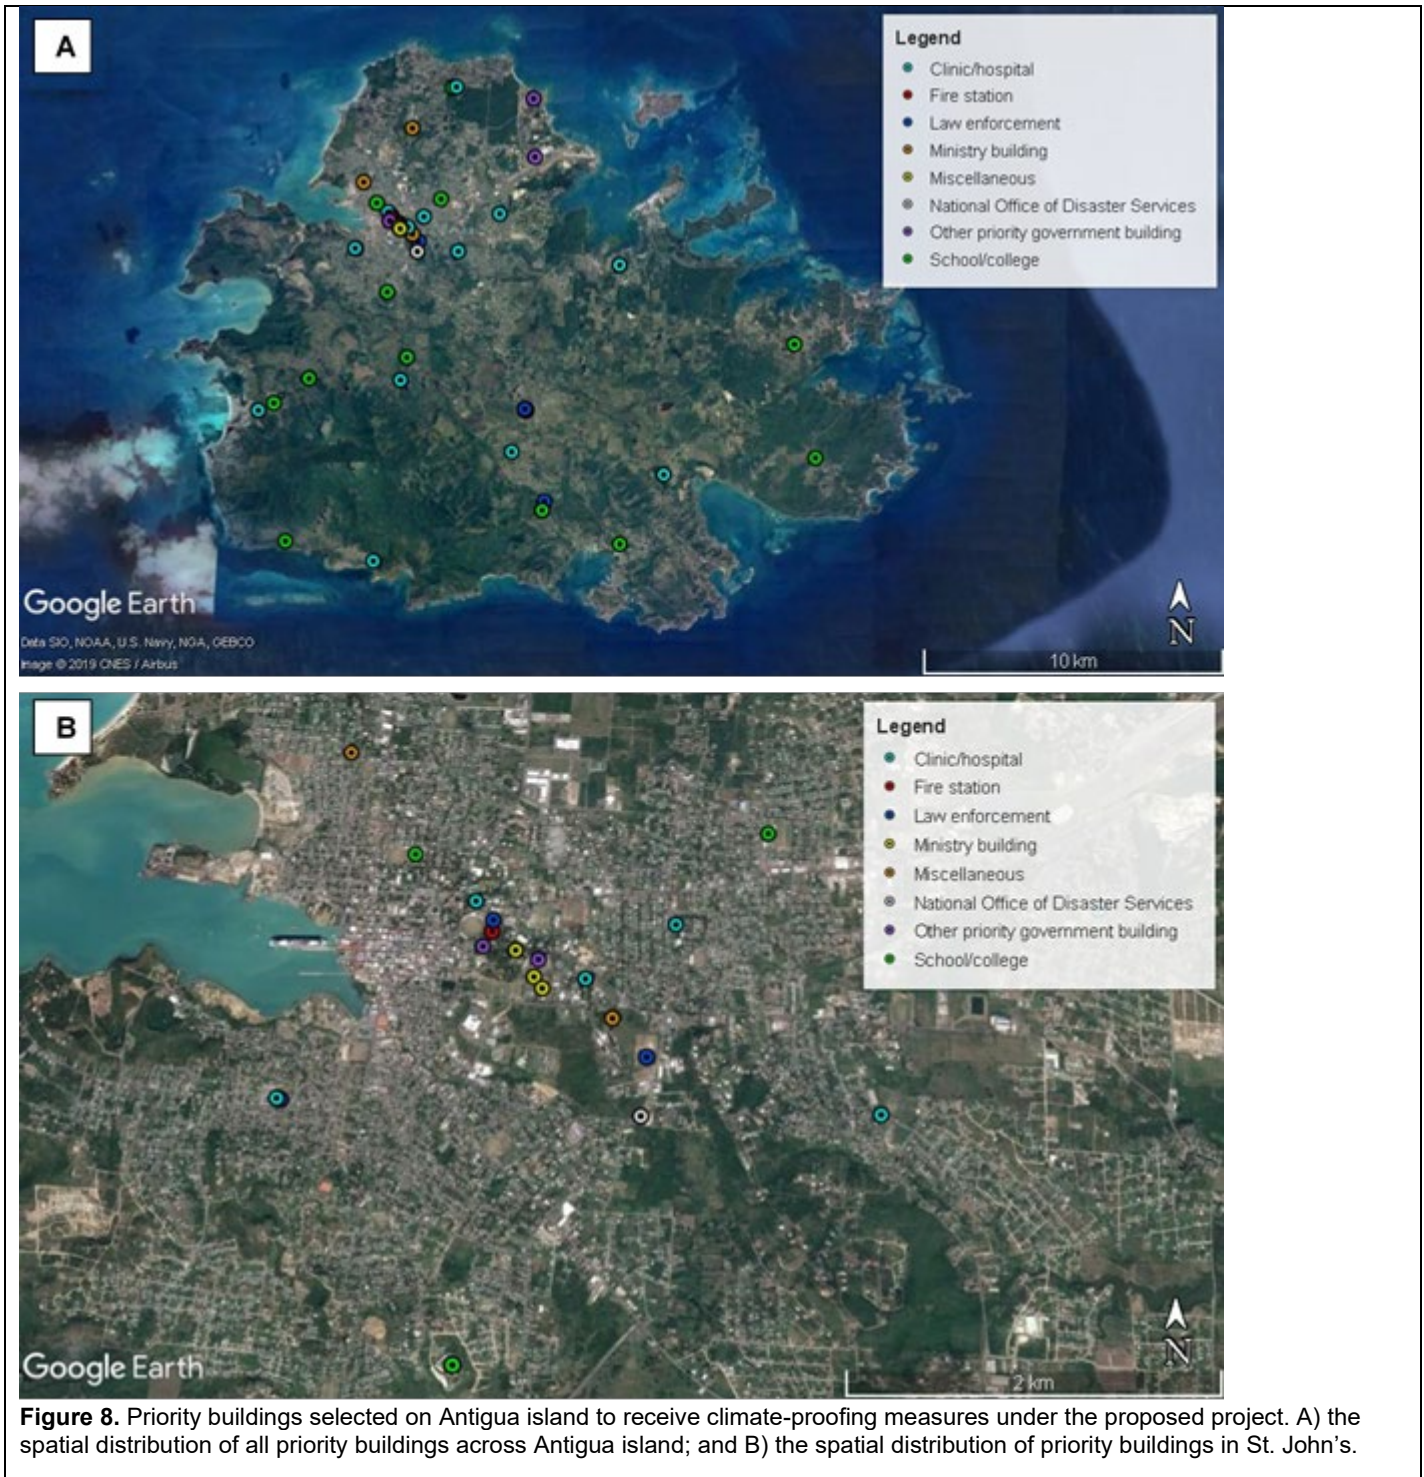 A
Legend
Clinic/hospital
Fire station
Law enforcement
Ministry building
Miscellaneous
National Office of Disaster Services
Other priority government building
School/college
Google Earth
Data SIO, NOAA, U.S. Navy, NGA, GEBCO
Image © 2019 CNES / Airbus
N
10 km
B
Legend
Clinic/hospital
Fire station
Law enforcement
Ministry building
Miscellaneous
National Office of Disaster Services
Other priority government building
School/college
Google Earth
N
2 km
Figure 8. Priority buildings selected on Antigua island to receive climate-proofing measures under the proposed project. A) the
spatial distribution of all priority buildings across Antigua island; and B) the spatial distribution of priority buildings in St. John's.